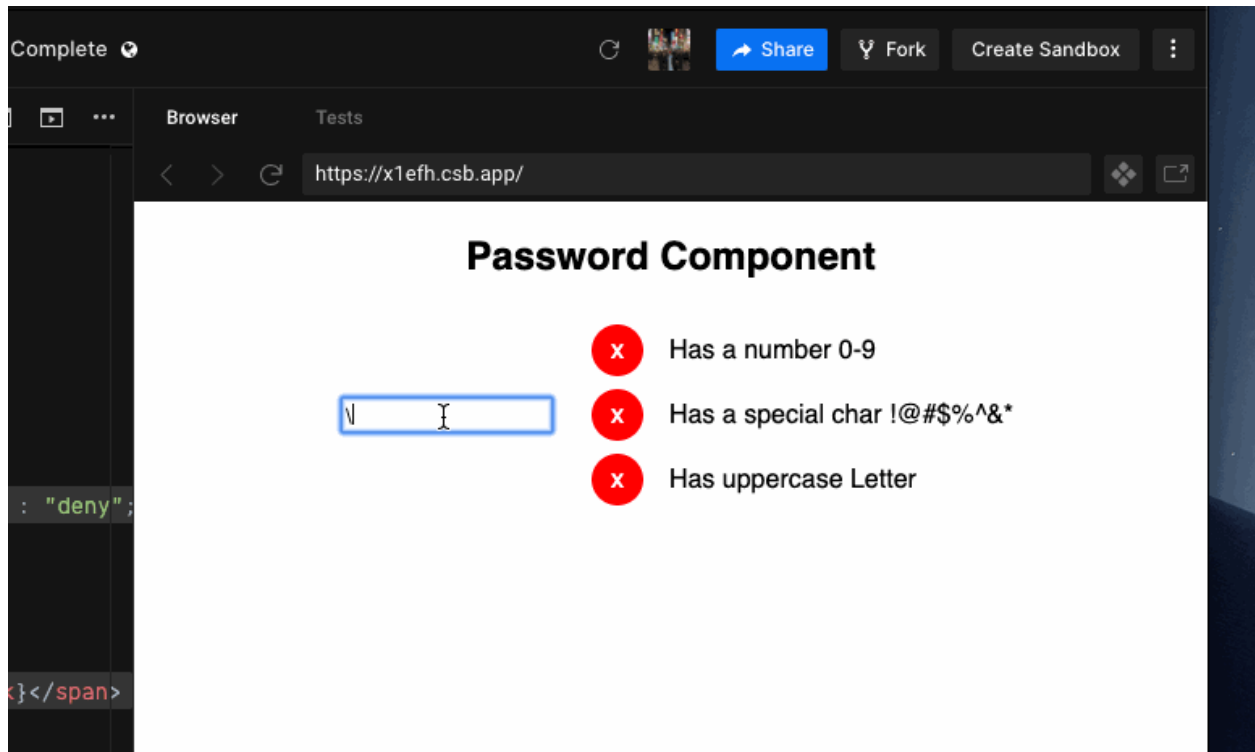 Complete
Share
Fork
Create Sandbox
Browser
Tests
https://x1efh.csb.app/
Password Component
x Has a number 0-9
\
x Has a special char !@#$%^&*
x Has uppercase Letter
: "deny";
}</span>